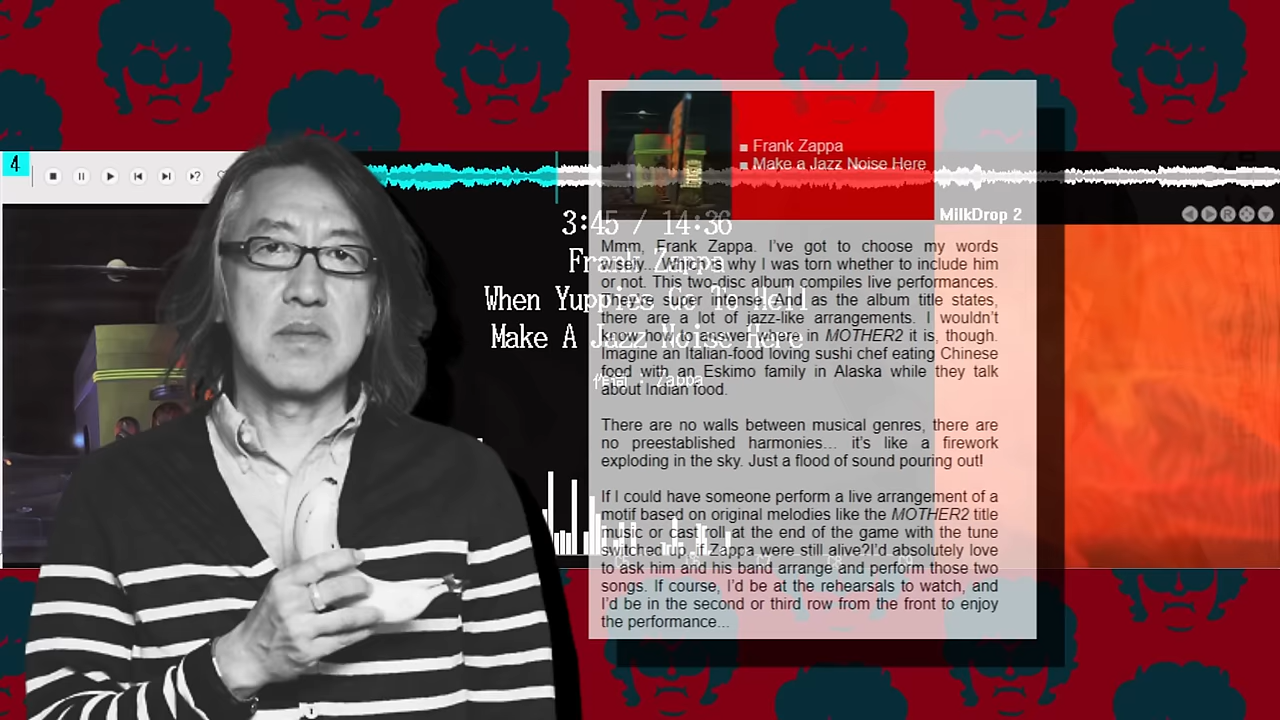 4
Frank Zappa
Make a Jazz Noise Here
MilkDrop 2
R
3:45 / 14:36
Frank Zappa
When Yuppies Go To Hell
Make A Jazz Noise Here
作詞 : Zappa
Mmm, Frank Zappa. I've got to choose my words
wisely... Which is why I was torn whether to include him
or not. This two-disc album compiles live performances.
They're super intense! And as the album title states,
there are a lot of jazz-like arrangements. I wouldn't
know how to answer where in MOTHER2 it is, though.
Imagine an Italian-food loving sushi chef eating Chinese
food with an Eskimo family in Alaska while they talk
about Indian food.
There are no walls between musical genres, there are
no preestablished harmonies... it's like a firework
exploding in the sky. Just a flood of sound pouring out!
If I could have someone perform a live arrangement of a
motif based on original melodies like the MOTHER2 title
music or cast roll at the end of the game with the tune
switched up, if Zappa were still alive?I'd absolutely love
to ask him and his band arrange and perform those two
songs. If course, I'd be at the rehearsals to watch, and
I'd be in the second or third row from the front to enjoy
the performance...